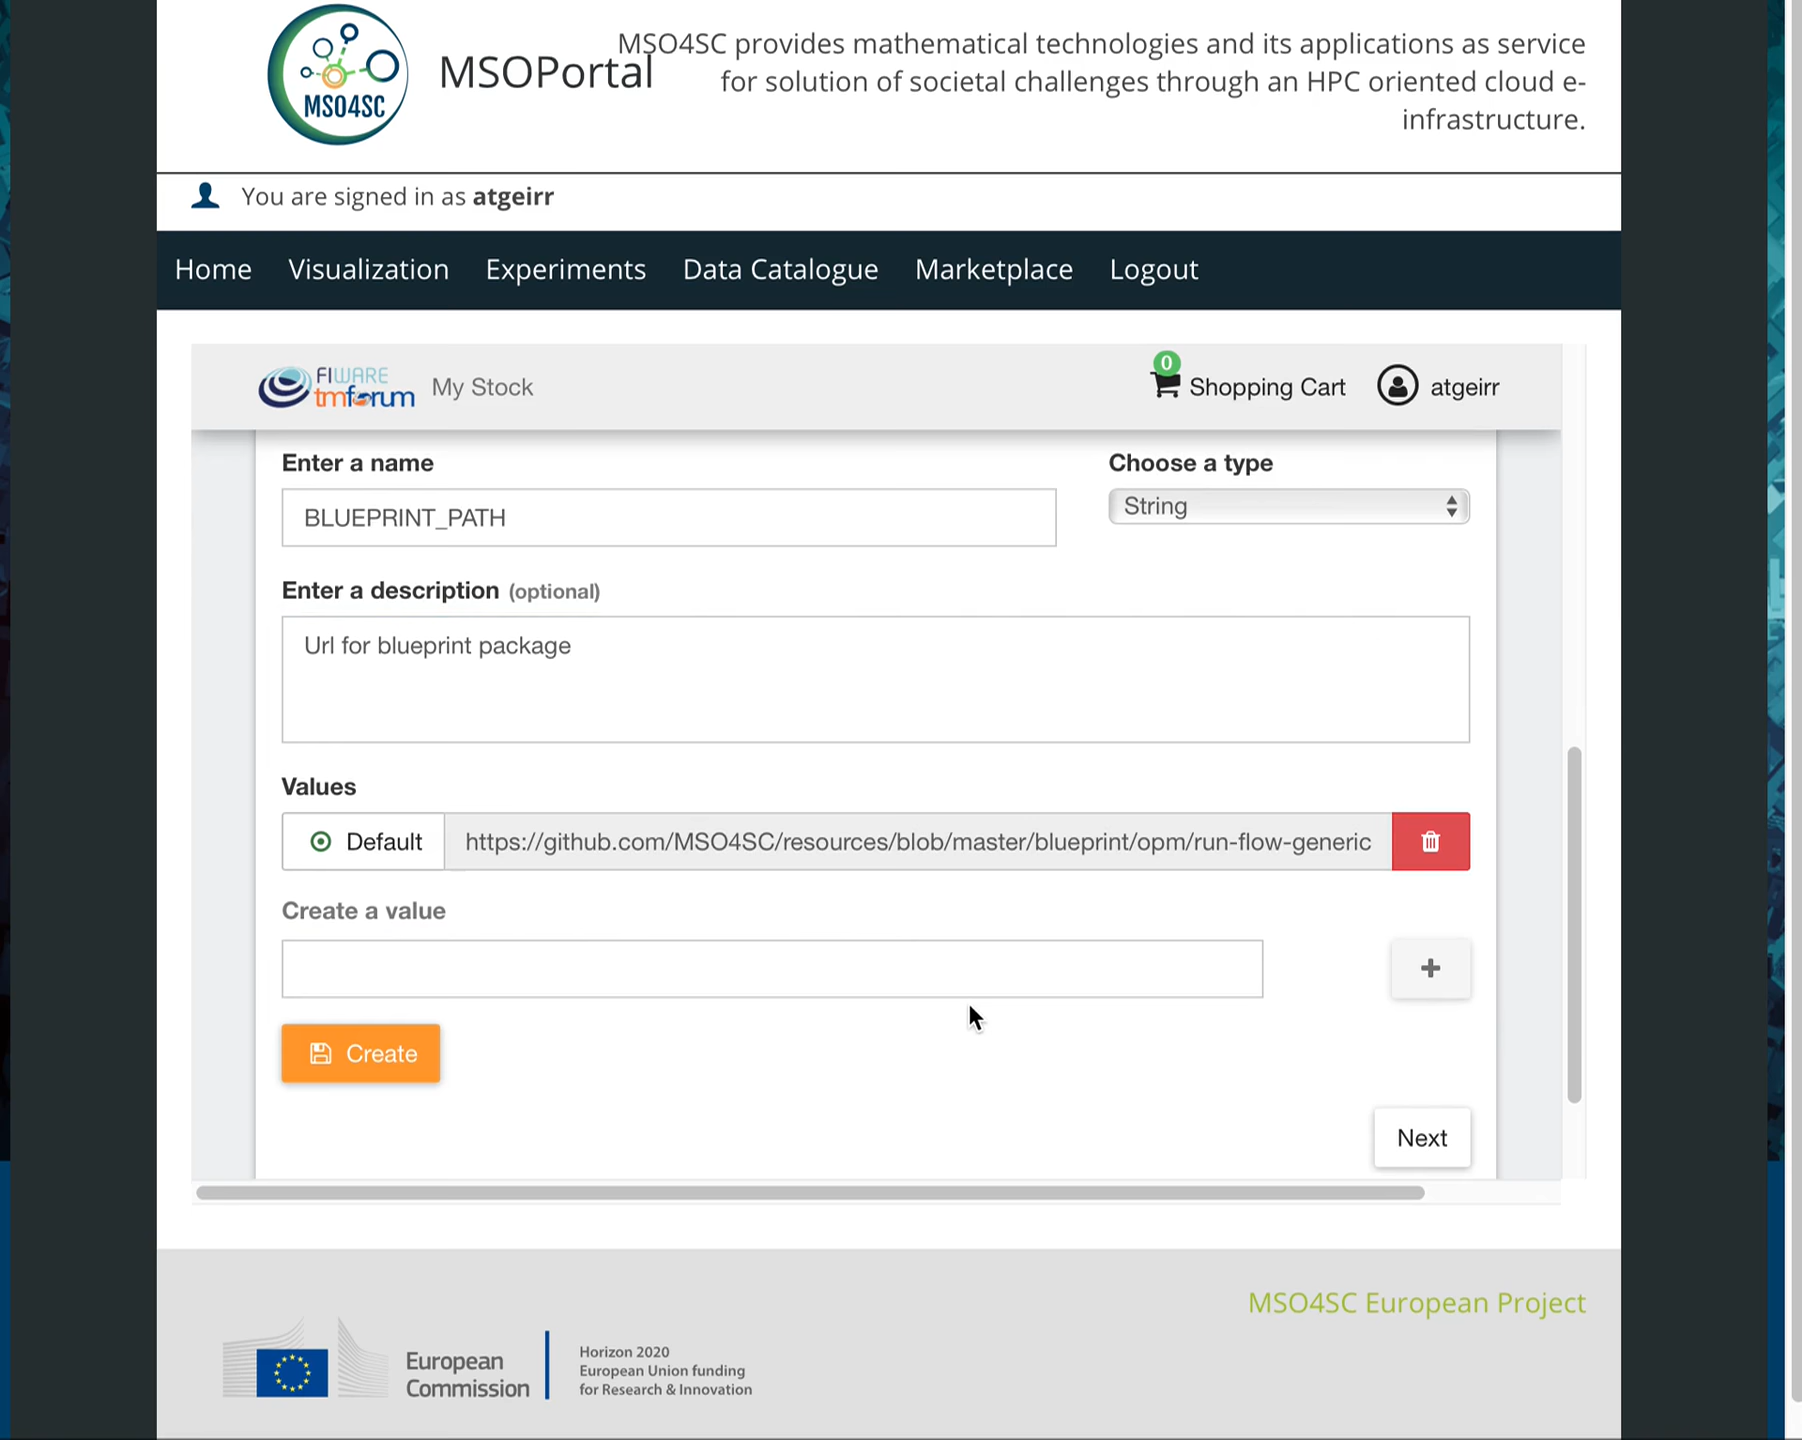 MSO4SC
MSOPortal
MSO4SC provides mathematical technologies and its applications as service
for solution of societal challenges through an HPC oriented cloud e-
infrastructure.
You are signed in as atgeirr
Home Visualization Experiments Data Catalogue Marketplace Logout
FIWARE
tmforum
My Stock
0
Shopping Cart
atgeirr
Enter a name
Choose a type
BLUEPRINT_PATH
String
Enter a description (optional)
Url for blueprint package
Values
Default
https://github.com/MSO4SC/resources/blob/master/blueprint/opm/run-flow-generic
Create a value
+
Create
Next
MSO4SC European Project
European
Commission
Horizon 2020
European Union funding
for Research & Innovation